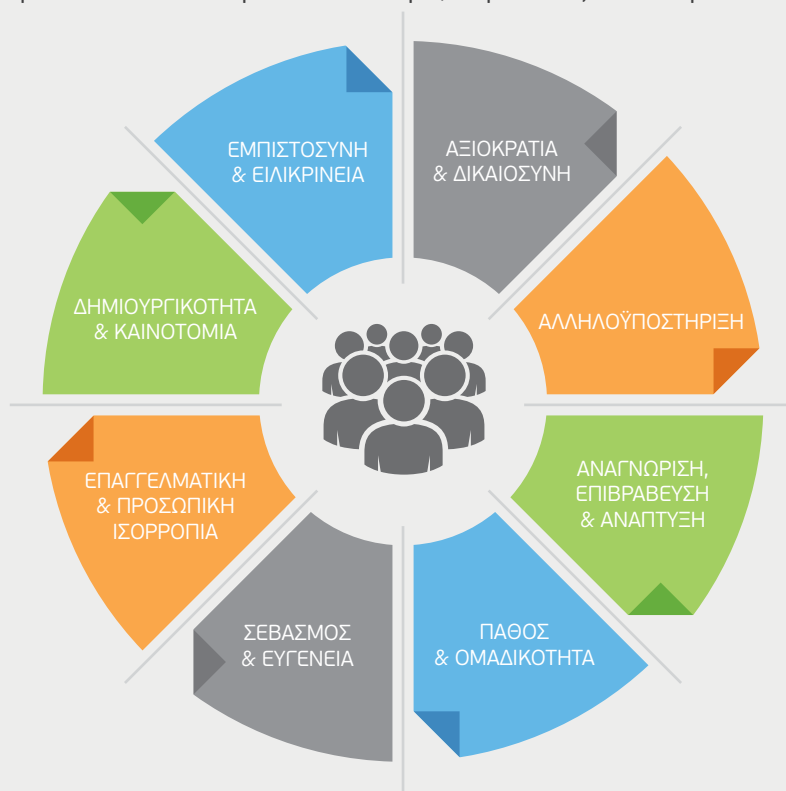 ΕΜΠΙΣΤΟΣΥΝΗ
& ΕΙΛΙΚΡΙΝΕΙΑ
ΑΞΙΟΚΡΑΤΙΑ
& ΔΙΚΑΙΟΣΥΝΗ
ΑΛΛΗΛΟΫΠΟΣΤΗΡΙΞΗ
ΑΝΑΓΝΩΡΙΣΗ,
ΕΠΙΒΡΑΒΕΥΣΗ
& ΑΝΑΠΤΥΞΗ
ΠΑΘΟΣ
& ΟΜΑΔΙΚΟΤΗΤΑ
ΣΕΒΑΣΜΟΣ
& ΕΥΓΕΝΕΙΑ
ΕΠΑΓΓΕΛΜΑΤΙΚΗ
& ΠΡΟΣΩΠΙΚΗ
ΙΣΟΡΡΟΠΙΑ
ΔΗΜΙΟΥΡΓΙΚΟΤΗΤΑ
& ΚΑΙΝΟΤΟΜΙΑ